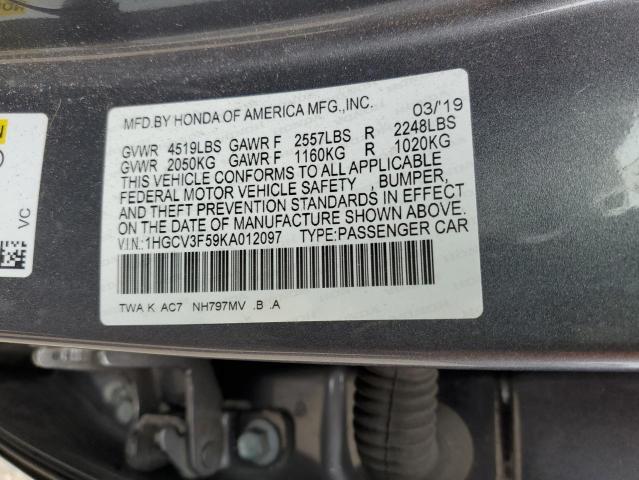 MFD.BY HONDA OF AMERICA MFG.,INC. 03/'19
GVWR 4519LBS GAWR F 2557LBS R 2248LBS
GVWR 2050KG GAWR F 1160KG R 1020KG
THIS VEHICLE CONFORMS TO ALL APPLICABLE
FEDERAL MOTOR VEHICLE SAFETY , BUMPER,
AND THEFT PREVENTION STANDARDS IN EFFECT
ON THE DATE OF MANUFACTURE SHOWN ABOVE.
V.I.N.:1HGCV3F59KA012097 TYPE:PASSENGER CAR
TWA K AC7 NH797MV .B .A
VC